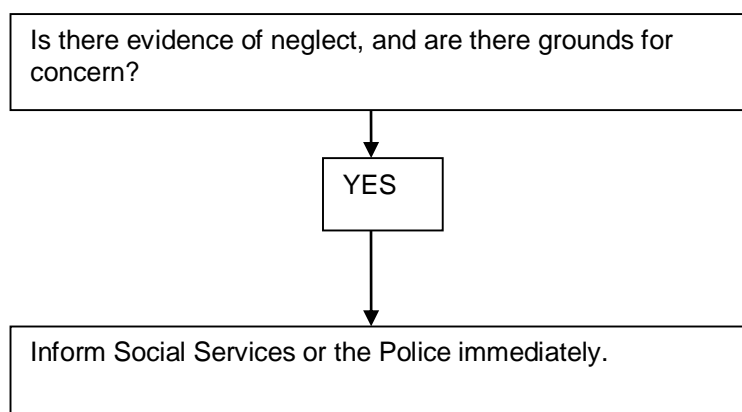 Is there evidence of neglect, and are there grounds for
concern?
YES
Inform Social Services or the Police immediately.